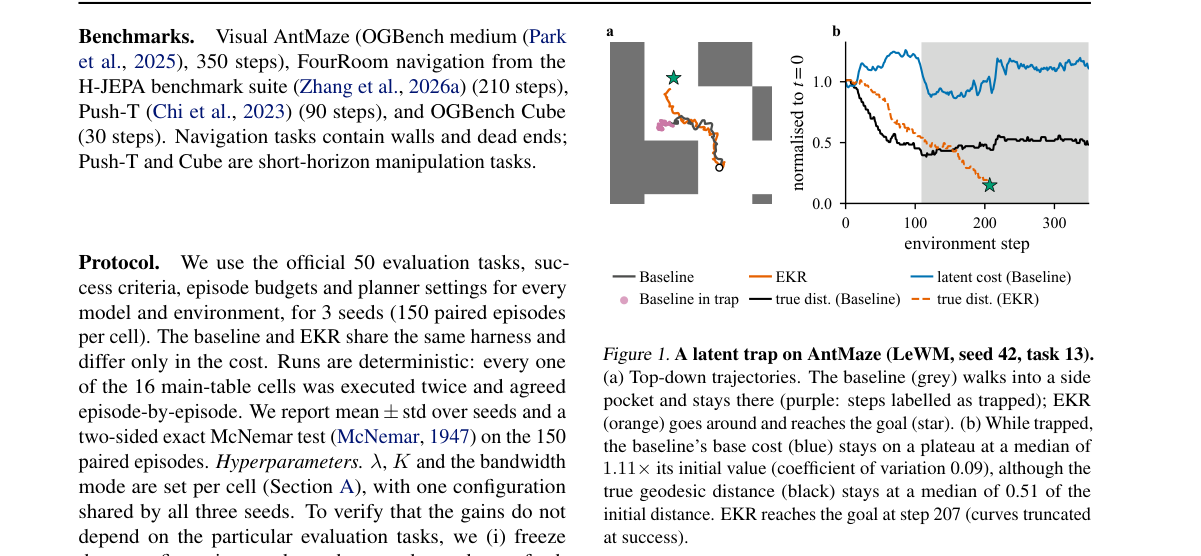 Benchmarks. Visual AntMaze (OGBench medium (Park
et al., 2025), 350 steps), FourRoom navigation from the
H-JEPA benchmark suite (Zhang et al., 2026a) (210 steps),
Push-T (Chi et al., 2023) (90 steps), and OGBench Cube
(30 steps). Navigation tasks contain walls and dead ends;
Push-T and Cube are short-horizon manipulation tasks.
Protocol. We use the official 50 evaluation tasks, suc-
cess criteria, episode budgets and planner settings for every
model and environment, for 3 seeds (150 paired episodes
per cell). The baseline and EKR share the same harness and
differ only in the cost. Runs are deterministic: every one
of the 16 main-table cells was executed twice and agreed
episode-by-episode. We report mean ± std over seeds and a
two-sided exact McNemar test (McNemar, 1947) on the 150
paired episodes. Hyperparameters. λ, K and the bandwidth
mode are set per cell (Section A), with one configuration
shared by all three seeds. To verify that the gains do not
depend on the particular evaluation tasks, we (i) freeze
a
b
normalised to t = 0
1.0
0.5
0.0
0
100
200
300
environment step
Baseline
EKR
latent cost (Baseline)
Baseline in trap
true dist. (Baseline)
true dist. (EKR)
Figure 1. A latent trap on AntMaze (LeWM, seed 42, task 13).
(a) Top-down trajectories. The baseline (grey) walks into a side
pocket and stays there (purple: steps labelled as trapped); EKR
(orange) goes around and reaches the goal (star). (b) While trapped,
the baseline's base cost (blue) stays on a plateau at a median of
1.11× its initial value (coefficient of variation 0.09), although the
true geodesic distance (black) stays at a median of 0.51 of the
initial distance. EKR reaches the goal at step 207 (curves truncated
at success).